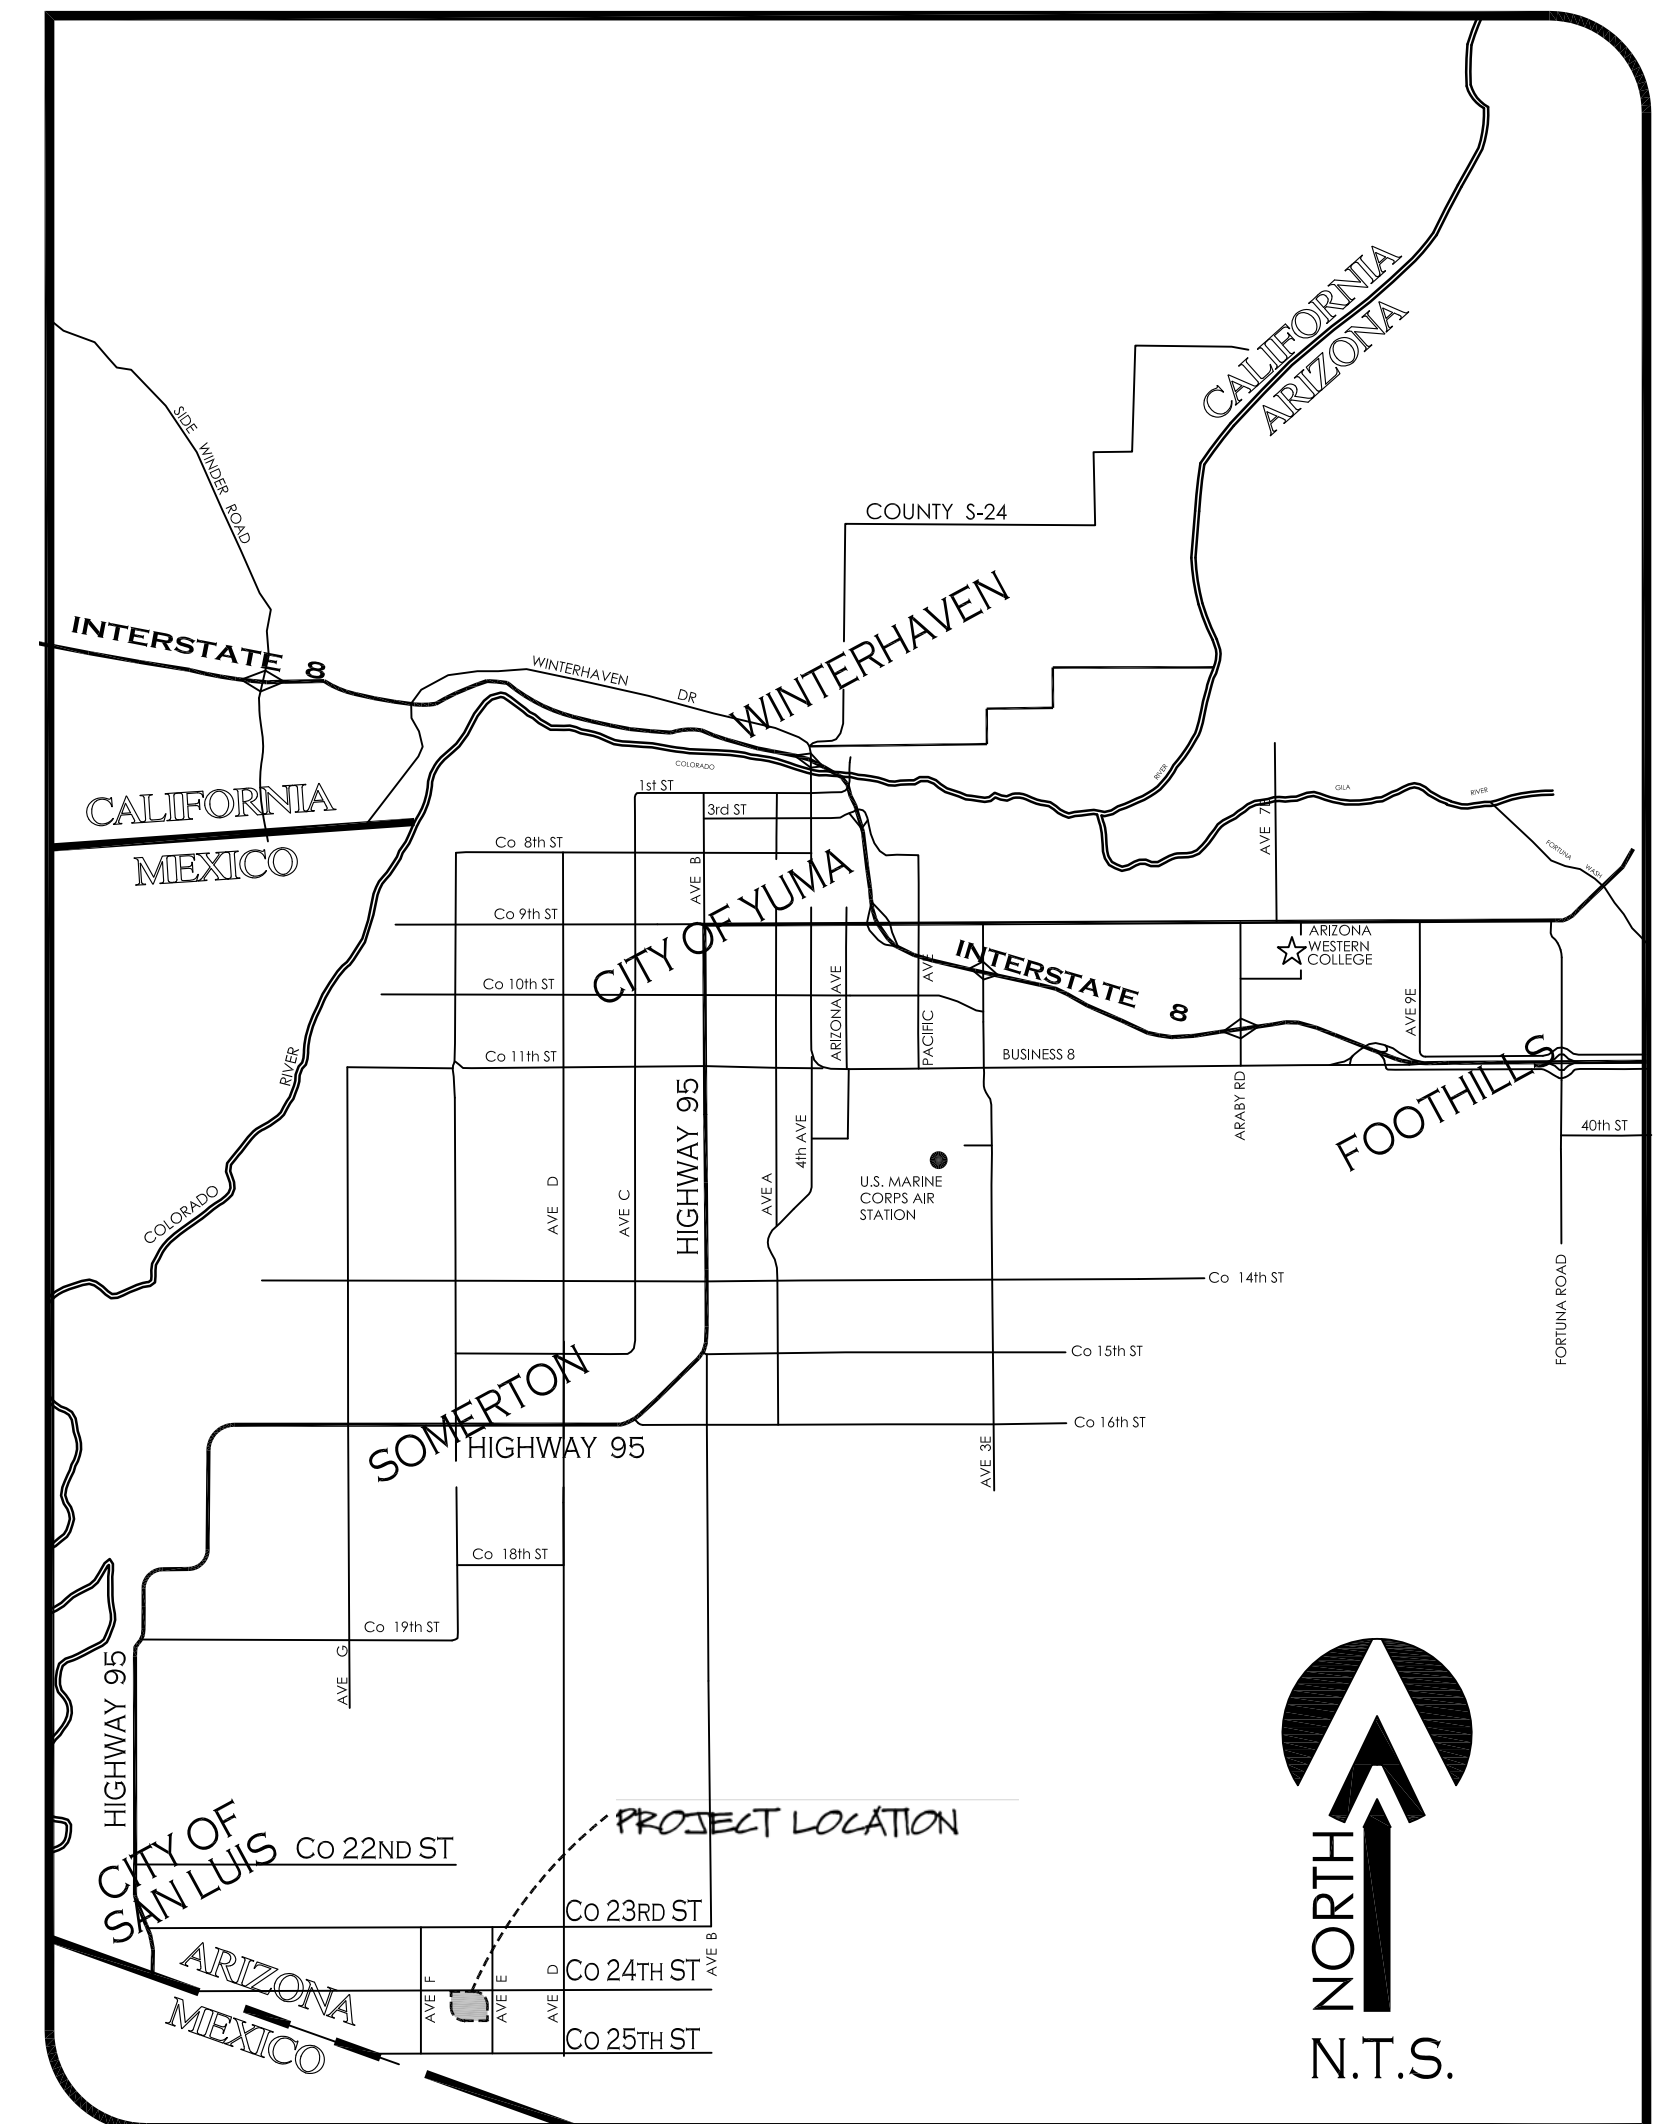 CALIFORNIA
ARIZONA
SIDE WINDER ROAD
COUNTY S-24
WINTERHAVEN
INTERSTATE 8
WINTERHAVEN DR
COLORADO
RIVER
GILA RIVER
FORTUNA WASH
CALIFORNIA
MEXICO
1st ST
3rd ST
AVE 7E
Co 8th ST
AVE B
CITY OF YUMA
Co 9th ST
ARIZONA
WESTERN
COLLEGE
INTERSTATE 8
Co 10th ST
ARIZONA AVE
PACIFIC AVE
AVE 9E
Co 11th ST
BUSINESS 8
FOOTHILLS
RIVER
COLORADO
HIGHWAY 95
ARABY RD
40th ST
4th AVE
AVE D
AVE C
AVE A
U.S. MARINE
CORPS AIR
STATION
Co 14th ST
FORTUNA ROAD
Co 15th ST
SOMERTON
Co 16th ST
HIGHWAY 95
AVE 3E
Co 18th ST
Co 19th ST
AVE G
HIGHWAY 95
PROJECT LOCATION
CITY OF
SAN LUIS
Co 22ND ST
Co 23RD ST
AVE B
ARIZONA
MEXICO
Co 24TH ST
AVE F
AVE E
AVE D
Co 25TH ST
NORTH
N.T.S.